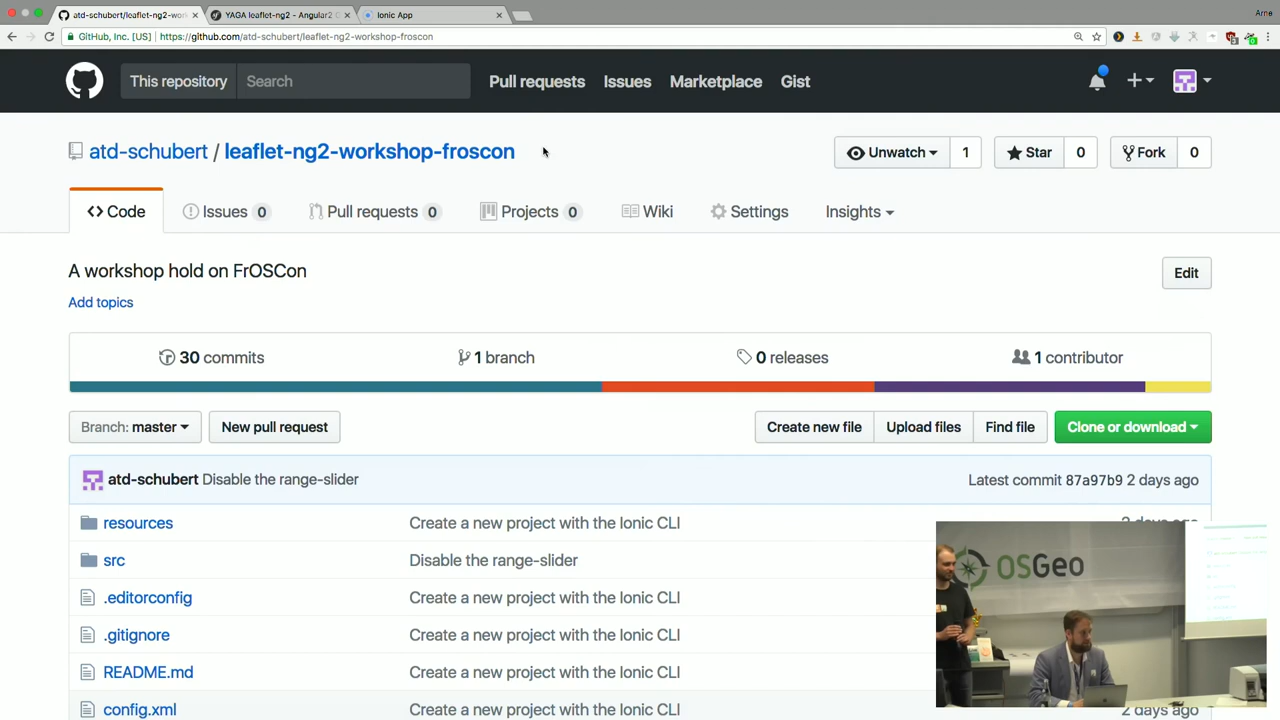 atd-schubert/leaflet-ng2-wor
YAGA leaflet-ng2 - Angular2
Ionic App
Arne
GitHub, Inc. [US] https://github.com/atd-schubert/leaflet-ng2-workshop-froscon
This repository Search Pull requests Issues Marketplace Gist
atd-schubert / leaflet-ng2-workshop-froscon
Unwatch 1 Star 0 Fork 0
Code Issues 0 Pull requests 0 Projects 0 Wiki Settings Insights
A workshop hold on FrOSCon
Edit
Add topics
30 commits 1 branch 0 releases 1 contributor
Branch: master New pull request Create new file Upload files Find file Clone or download
atd-schubert Disable the range-slider Latest commit 87a97b9 2 days ago
resources Create a new project with the Ionic CLI 2 days ago
src Disable the range-slider
.editorconfig Create a new project with the Ionic CLI
.gitignore Create a new project with the Ionic CLI
README.md Create a new project with the Ionic CLI
config.xml Create a new project with the Ionic CLI 2 days ago
OSGeo